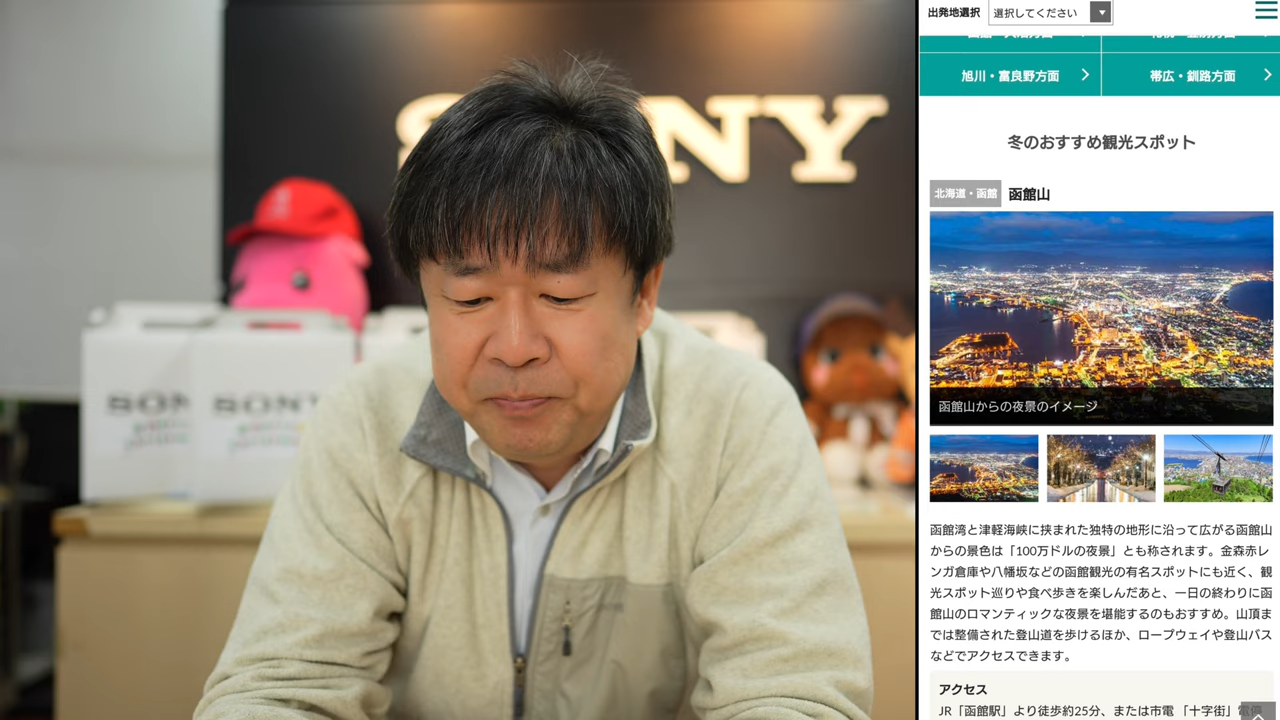 SONY
SONY
SONY
出発地選択
選択してください
旭川・富良野方面
帯広・釧路方面
冬のおすすめ観光スポット
北海道・函館
函館山
函館山からの夜景のイメージ
函館湾と津軽海峡に挟まれた独特の地形に沿って広がる函館山
からの景色は「100万ドルの夜景」とも称されます。金森赤レ
ンガ倉庫や八幡坂などの函館観光の有名スポットにも近く、観
光スポット巡りや食べ歩きを楽しんだあと、一日の終わりに函
館山のロマンティックな夜景を堪能するのもおすすめ。山頂ま
では整備された登山道を歩けるほか、ロープウェイや登山バス
などでアクセスできます。
アクセス
JR「函館駅」より徒歩約25分、または市電「十字街」電停